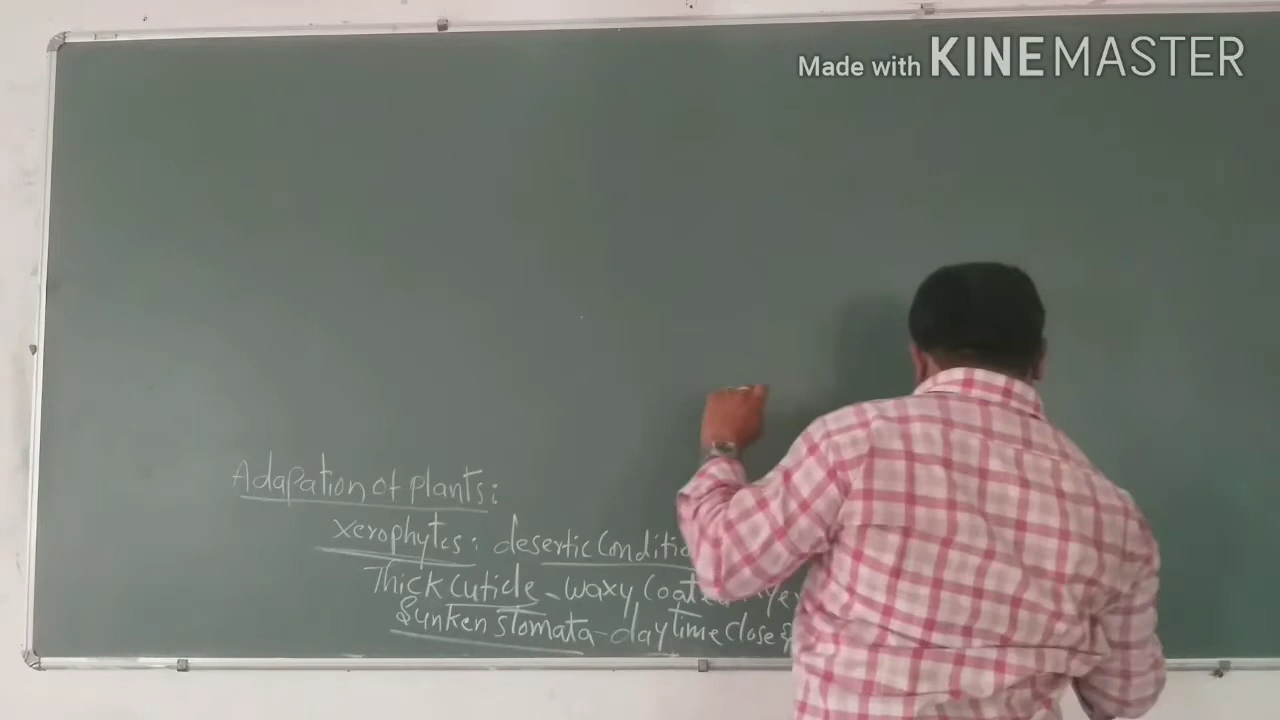 Made with KINEMASTER
Adapation of plants:
xerophytes: desertic Conditio
Thick cuticle - waxy Coated
Sunken stomata - day time close &